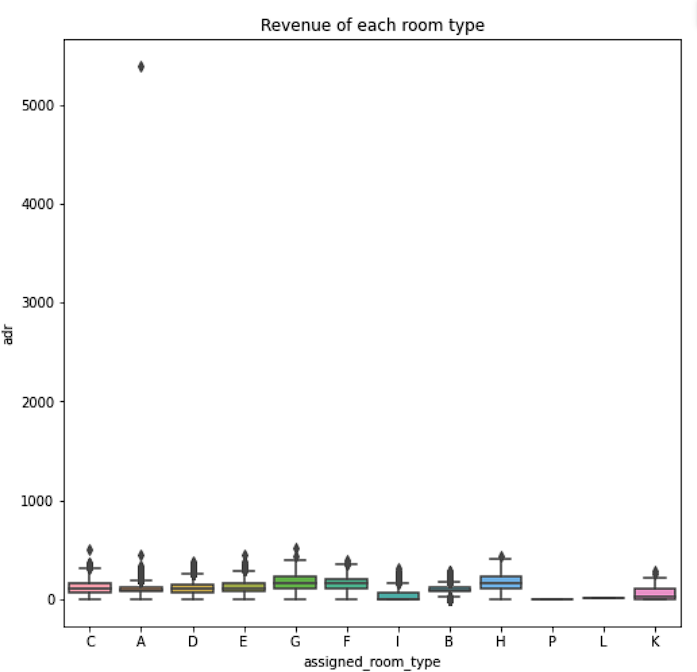 Revenue of each room type
adr
5000
4000
3000
2000
1000
0
C A D E G F I B H P L K
assigned_room_type